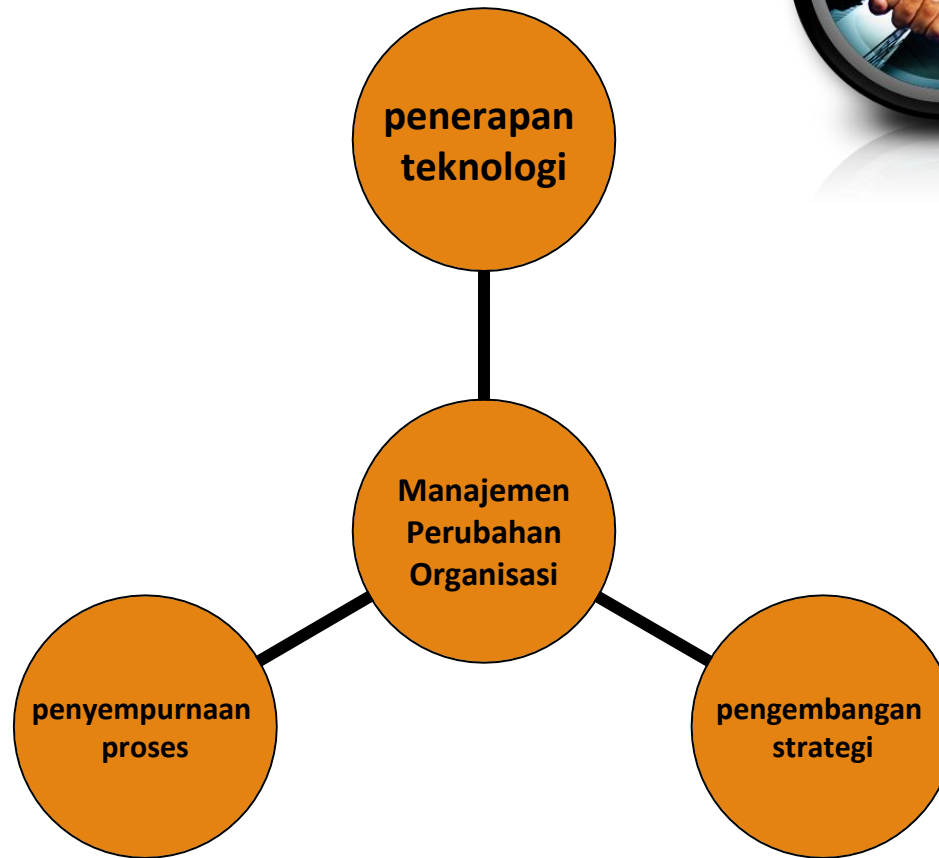 penerapan
teknologi
Manajemen
Perubahan
Organisasi
penyempurnaan
proses
pengembangan
strategi